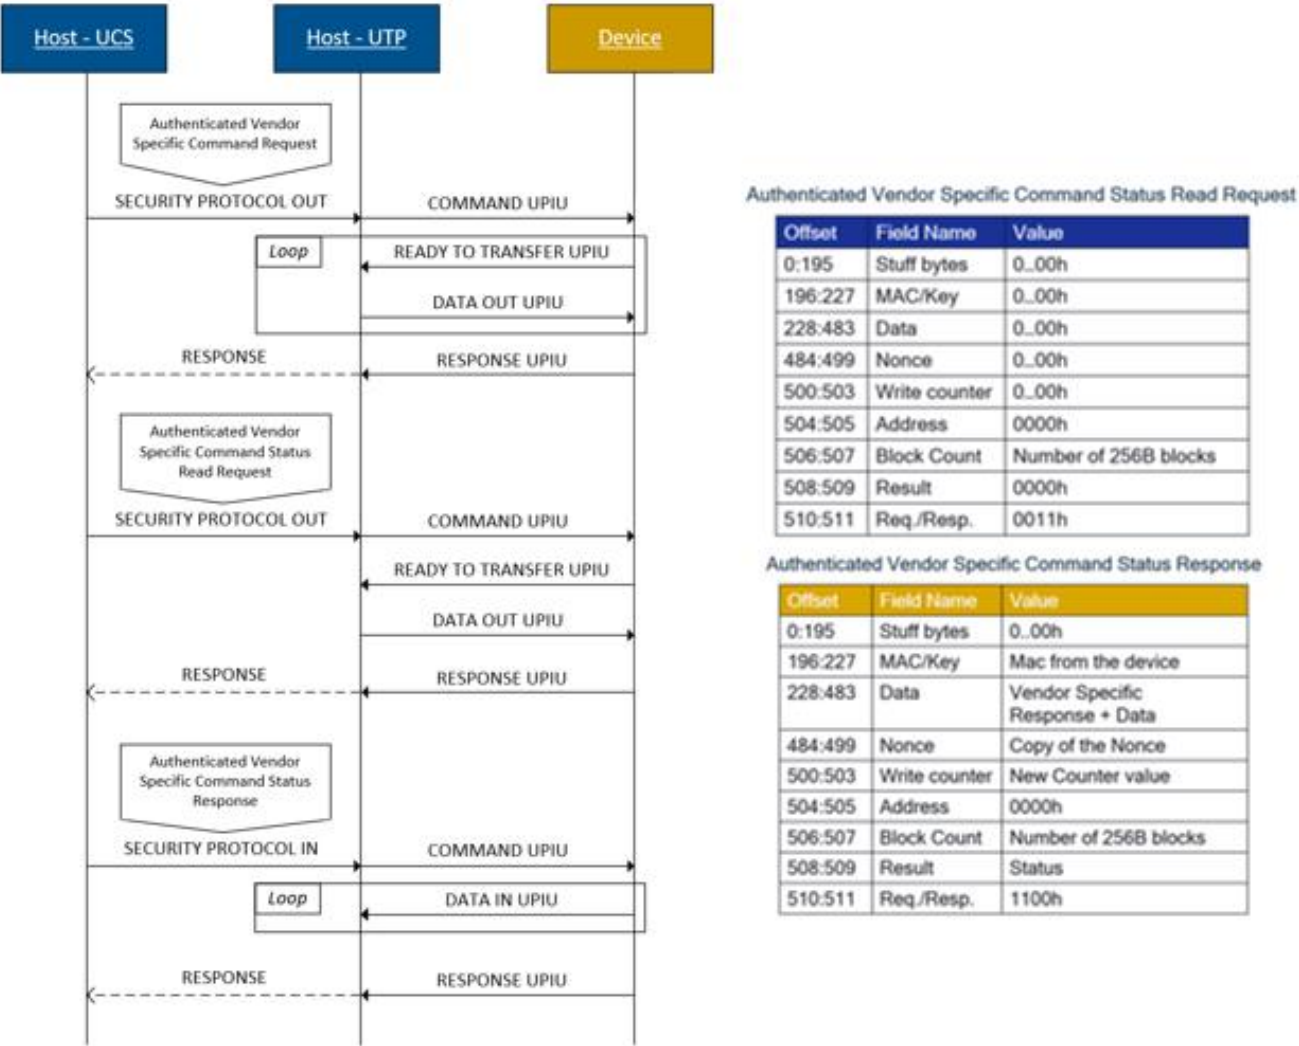 Host - UCS
Host - UTP
Device
Authenticated Vendor
Specific Command Request
SECURITY PROTOCOL OUT
COMMAND UPIU
Loop
READY TO TRANSFER UPIU
DATA OUT UPIU
RESPONSE
RESPONSE UPIU
Authenticated Vendor
Specific Command Status
Read Request
SECURITY PROTOCOL OUT
COMMAND UPIU
READY TO TRANSFER UPIU
DATA OUT UPIU
RESPONSE
RESPONSE UPIU
Authenticated Vendor
Specific Command Status
Response
SECURITY PROTOCOL IN
COMMAND UPIU
Loop
DATA IN UPIU
RESPONSE
RESPONSE UPIU
Authenticated Vendor Specific Command Status Read Request
Offset Field Name Value
0:195 Stuff bytes 0..00h
196:227 MAC/Key 0..00h
228:483 Data 0..00h
484:499 Nonce 0..00h
500:503 Write counter 0..00h
504:505 Address 0000h
506:507 Block Count Number of 256B blocks
508:509 Result 0000h
510:511 Req./Resp. 0011h
Authenticated Vendor Specific Command Status Response
Offset Field Name Value
0:195 Stuff bytes 0..00h
196:227 MAC/Key Mac from the device
228:483 Data Vendor Specific
Response + Data
484:499 Nonce Copy of the Nonce
500:503 Write counter New Counter value
504:505 Address 0000h
506:507 Block Count Number of 256B blocks
508:509 Result Status
510:511 Req./Resp. 1100h